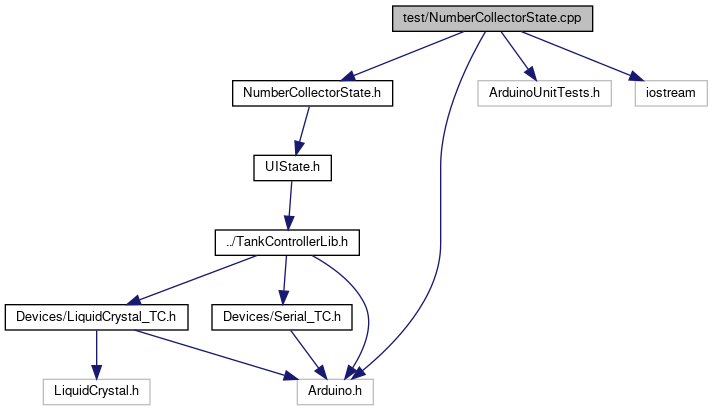 test/NumberCollectorState.cpp
NumberCollectorState.h
ArduinoUnitTests.h
iostream
UIState.h
../TankControllerLib.h
Devices/LiquidCrystal_TC.h
Devices/Serial_TC.h
LiquidCrystal.h
Arduino.h